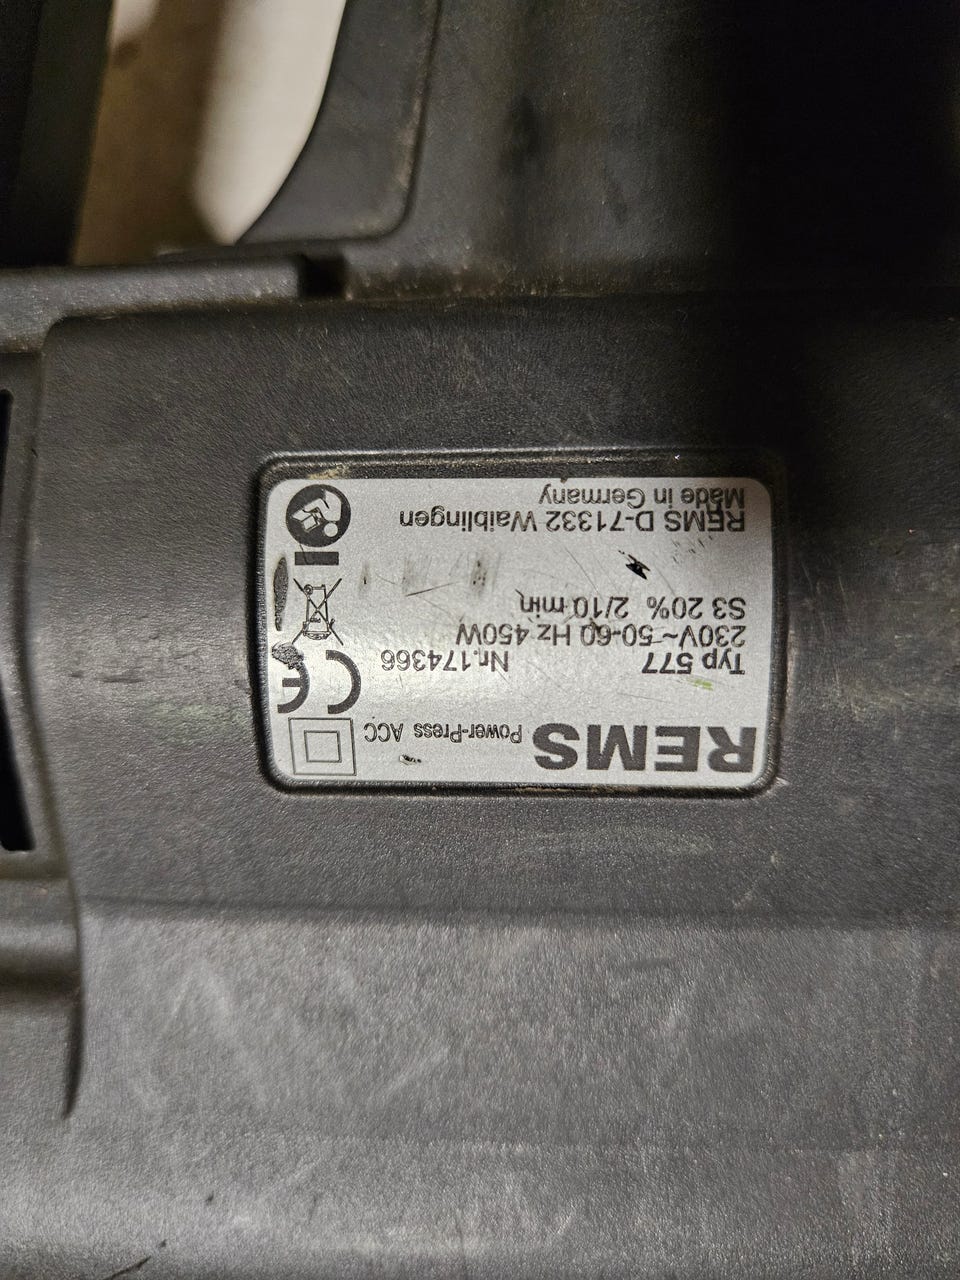 REMS Power-Press ACC
Typ 577 Nr.174366
230V~50-60 Hz 450W
S3 20% 2/10 min
REMS D-71332 Waiblingen
Made in Germany
CE